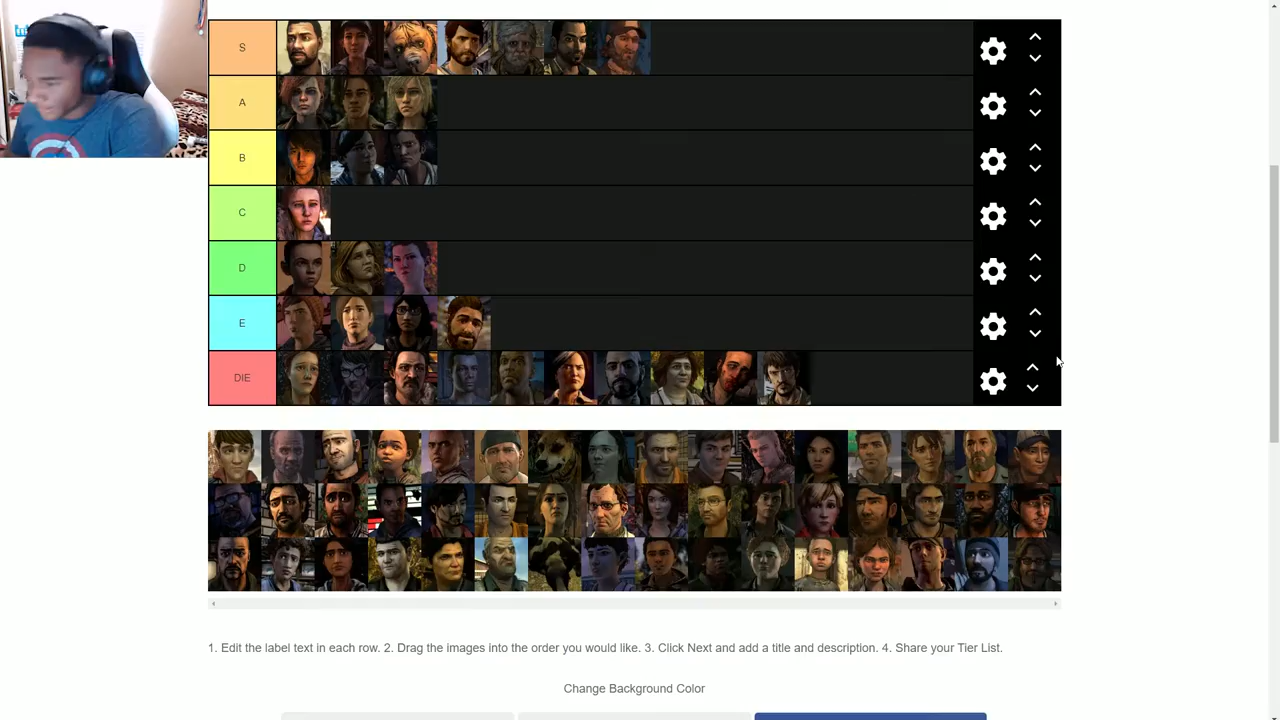 S
A
B
C
D
E
DIE
1. Edit the label text in each row. 2. Drag the images into the order you would like. 3. Click Next and add a title and description. 4. Share your Tier List.
Change Background Color